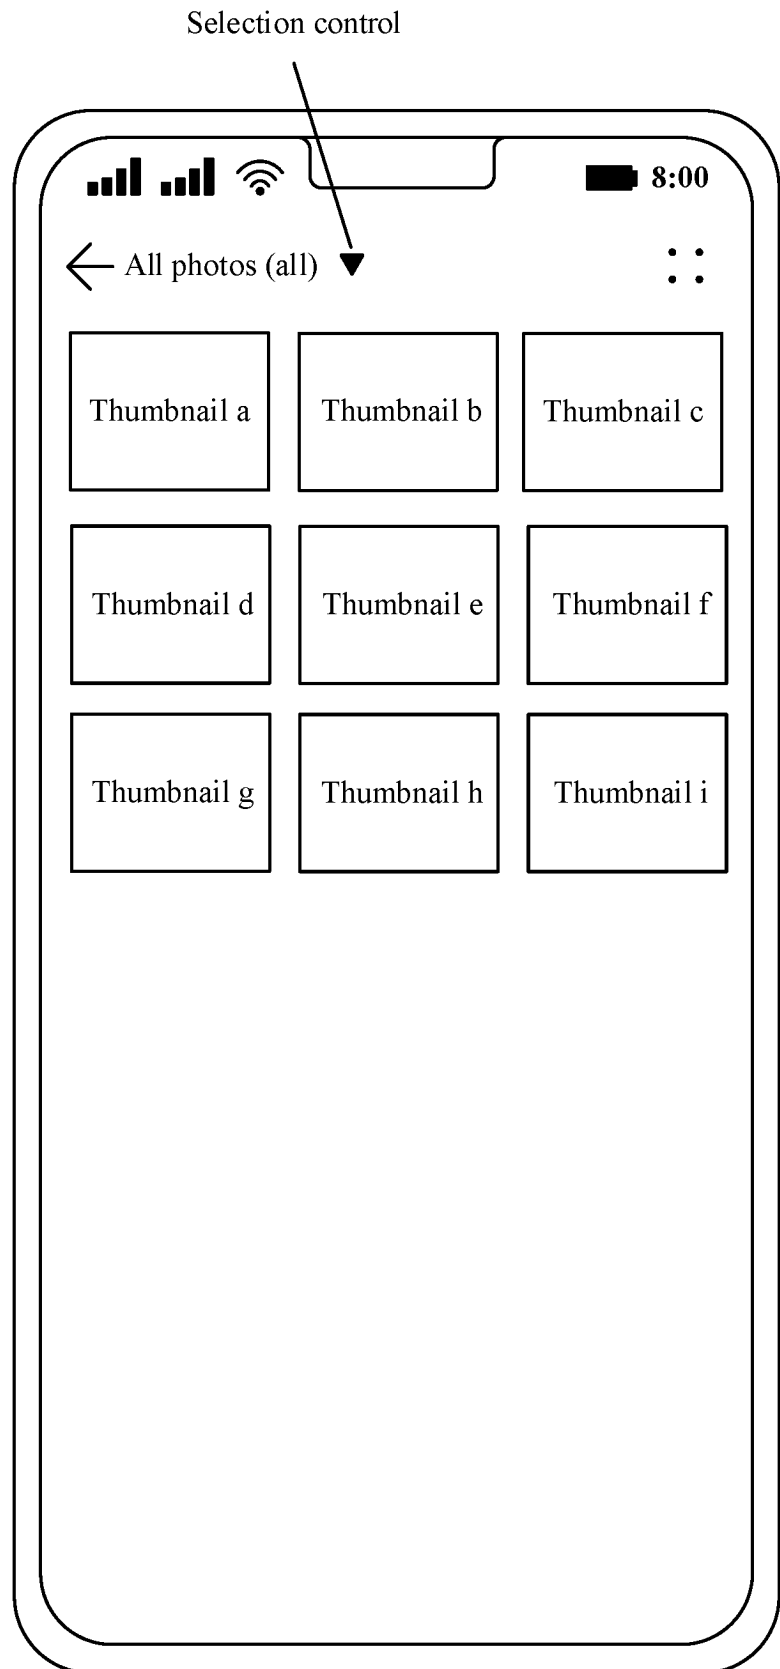 Selection control
8:00
All photos (all)
Thumbnail a Thumbnail b Thumbnail c
Thumbnail d Thumbnail e Thumbnail f
Thumbnail g Thumbnail h Thumbnail i